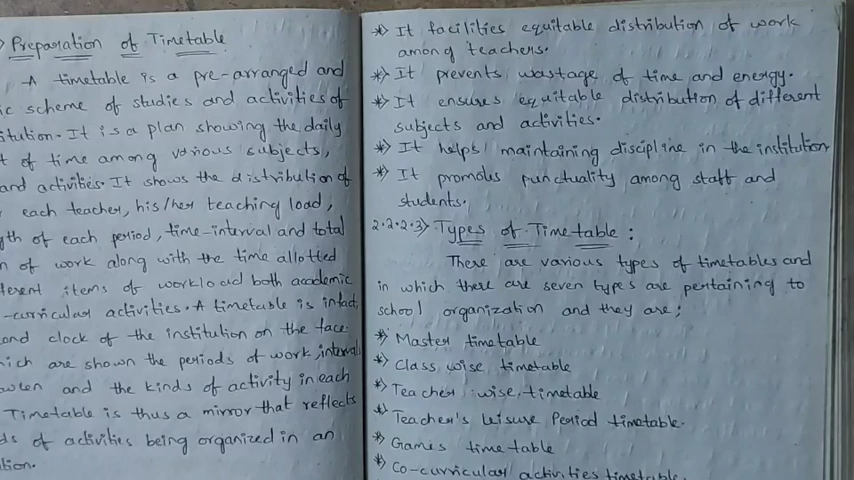 Preparation of Timetable
A timetable is a pre-arranged and
ic scheme of studies and activities of
itution. It is a plan showing the daily
t of time among various subjects,
and activities. It shows the distribution of
each teacher, his/her teaching load,
gth of each period, time-interval and total
n of work along with the time allotted
ferent items of workload both academic
-curricular activities. A timetable is infact,
ond clock of the institution on the face
hich are shown the periods of work, interval
ween and the kinds of activity in each
Timetable is thus a mirror that reflects
ds of activities being organized in an
tion.
*) It facilities equitable distribution of work
among teachers.
*) It prevents wastage of time and energy.
*) It ensures equitable distribution of different
subjects and activities.
*) It helps maintaining discipline in the institution
*) It promotes punctuality among staff and
students.
2.2.2.3) Types of Timetable :
There are various types of timetables and
in which there are seven types are pertaining to
school organization and they are;
*) Master timetable
*) Class wise timetable
*) Teacher wise timetable
*) Teacher's leisure Period timetable.
*) Games time table
*) Co-curricular activities timetable.